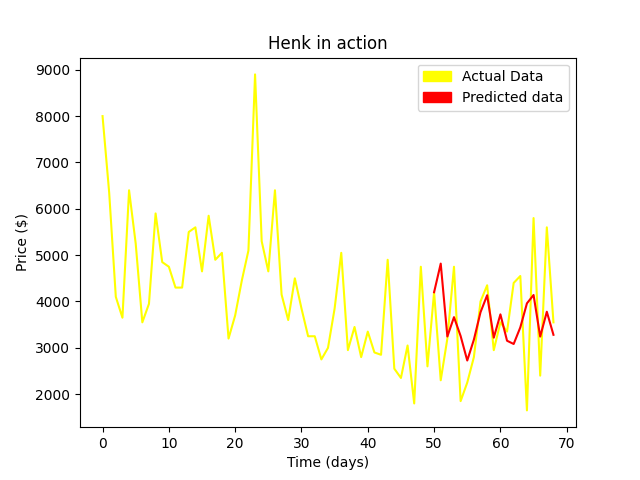 Henk in action
Actual Data
Predicted data
Price ($)
9000
8000
7000
6000
5000
4000
3000
2000
0 10 20 30 40 50 60 70
Time (days)